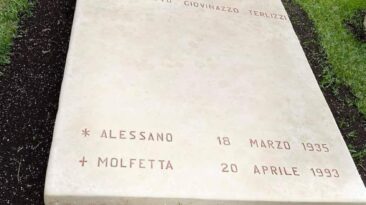 GIOVINAZZO TERLIZZI
* ALESSANO 18 MARZO 1935
+ MOLFETTA 20 APRILE 1993